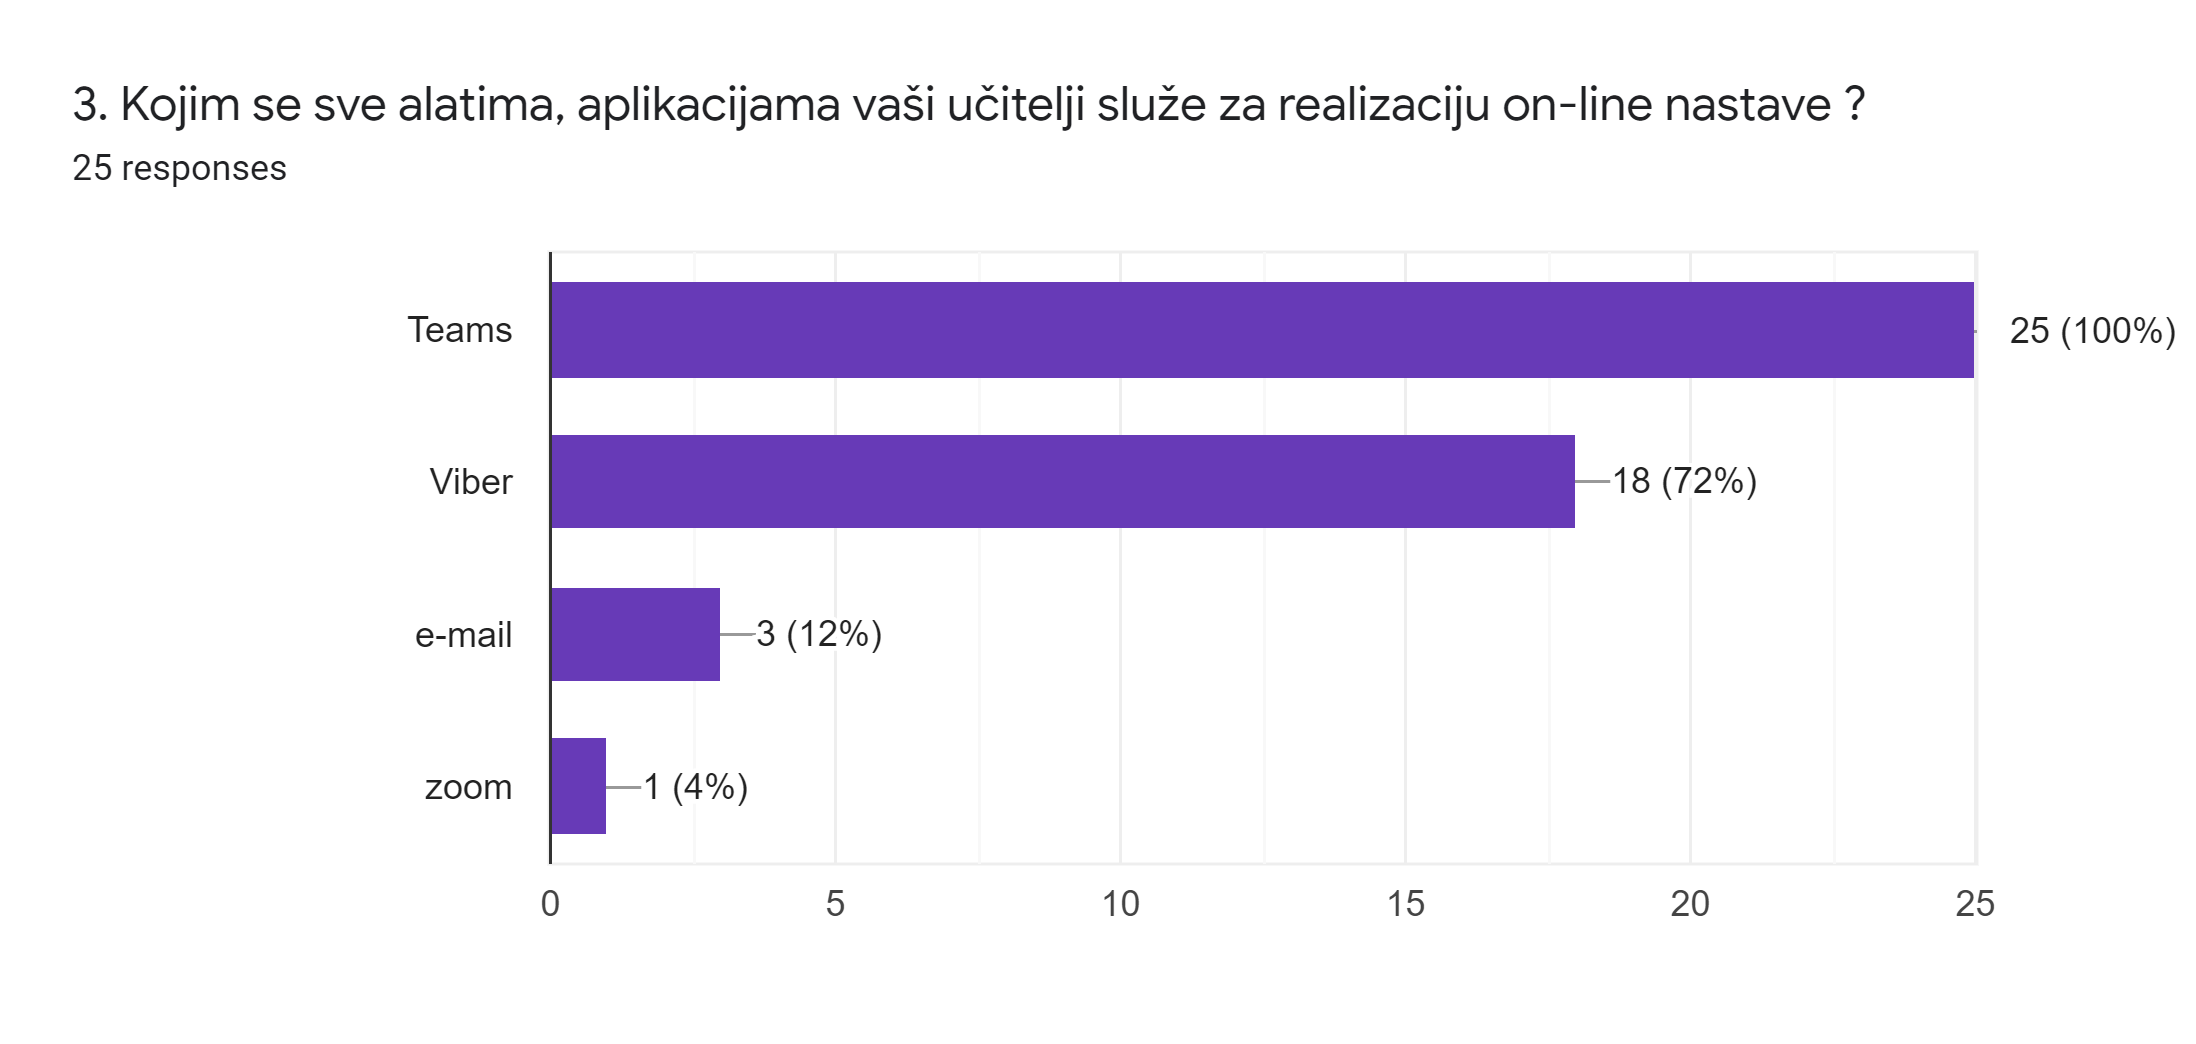 3. Kojim se sve alatima, aplikacijama vaši učitelji služe za realizaciju on-line nastave ?
25 responses
Teams
25 (100%)
Viber
18 (72%)
e-mail
3 (12%)
zoom
1 (4%)
0 5 10 15 20 25